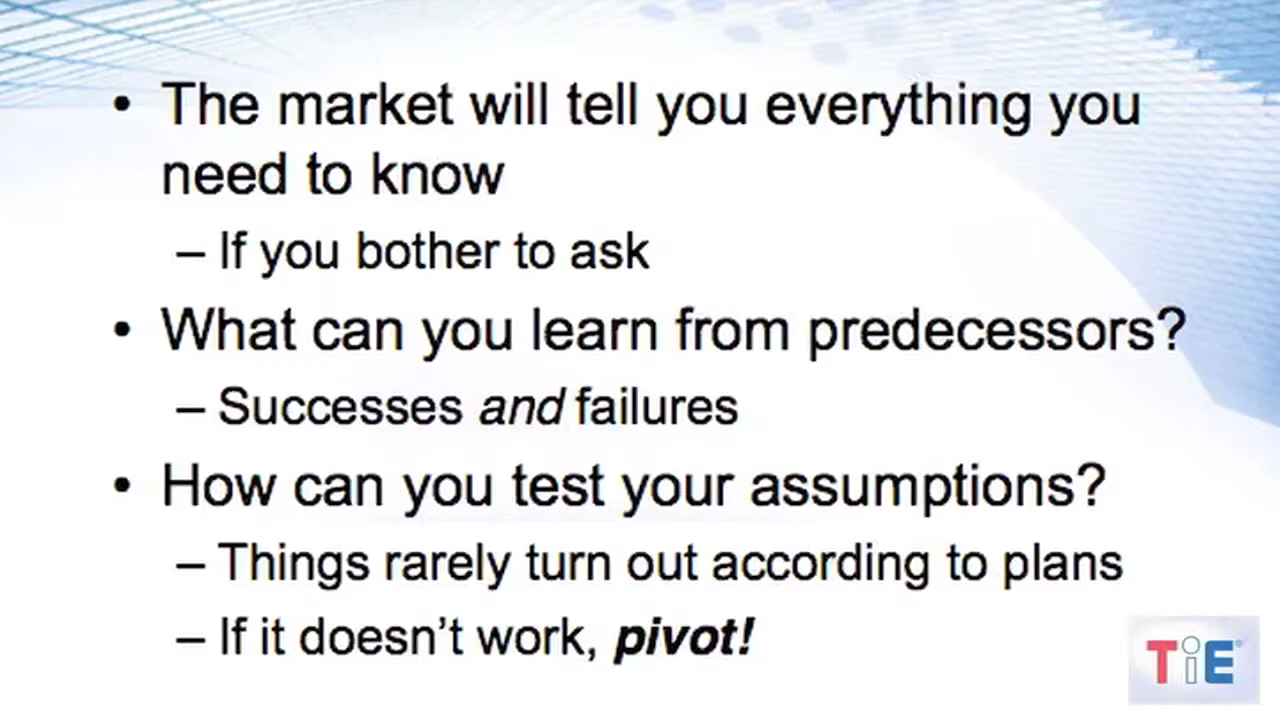 • The market will tell you everything you
need to know
– If you bother to ask
• What can you learn from predecessors?
– Successes and failures
• How can you test your assumptions?
– Things rarely turn out according to plans
– If it doesn’t work, pivot!
TiE®